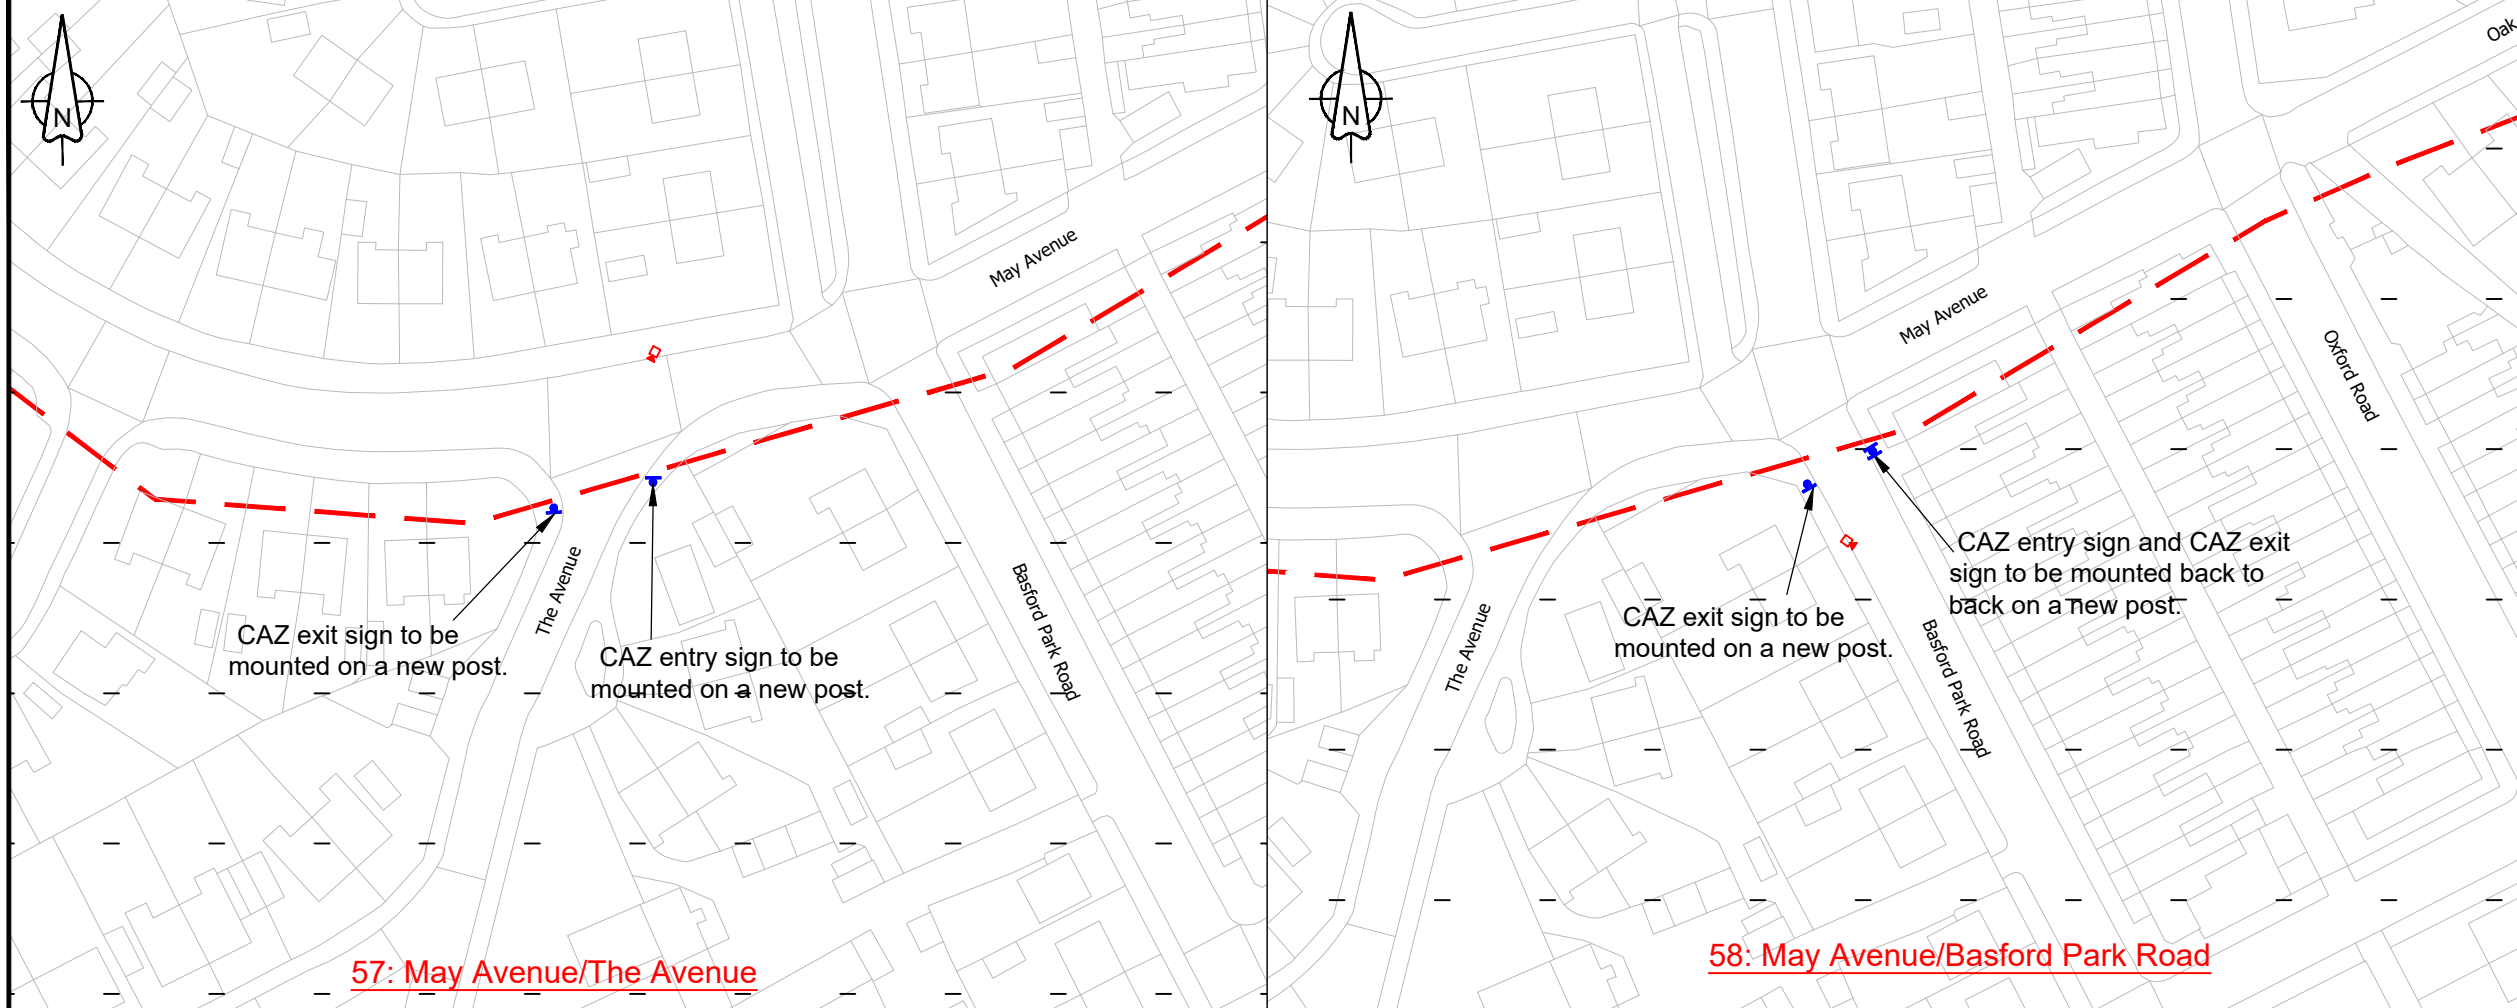 N
May Avenue
The Avenue
Basford Park Road
CAZ exit sign to be
mounted on a new post.
CAZ entry sign to be
mounted on a new post.
57: May Avenue/The Avenue
N
Oak
May Avenue
Oxford Road
The Avenue
Basford Park Road
CAZ exit sign to be
mounted on a new post.
CAZ entry sign and CAZ exit
sign to be mounted back to
back on a new post.
58: May Avenue/Basford Park Road